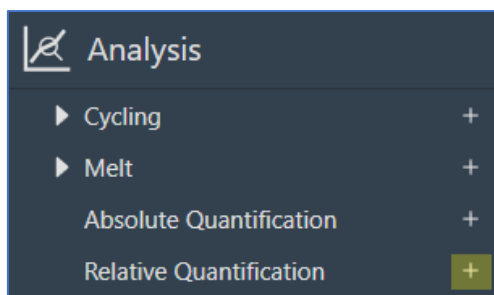 Analysis
Cycling +
Melt +
Absolute Quantification +
Relative Quantification +